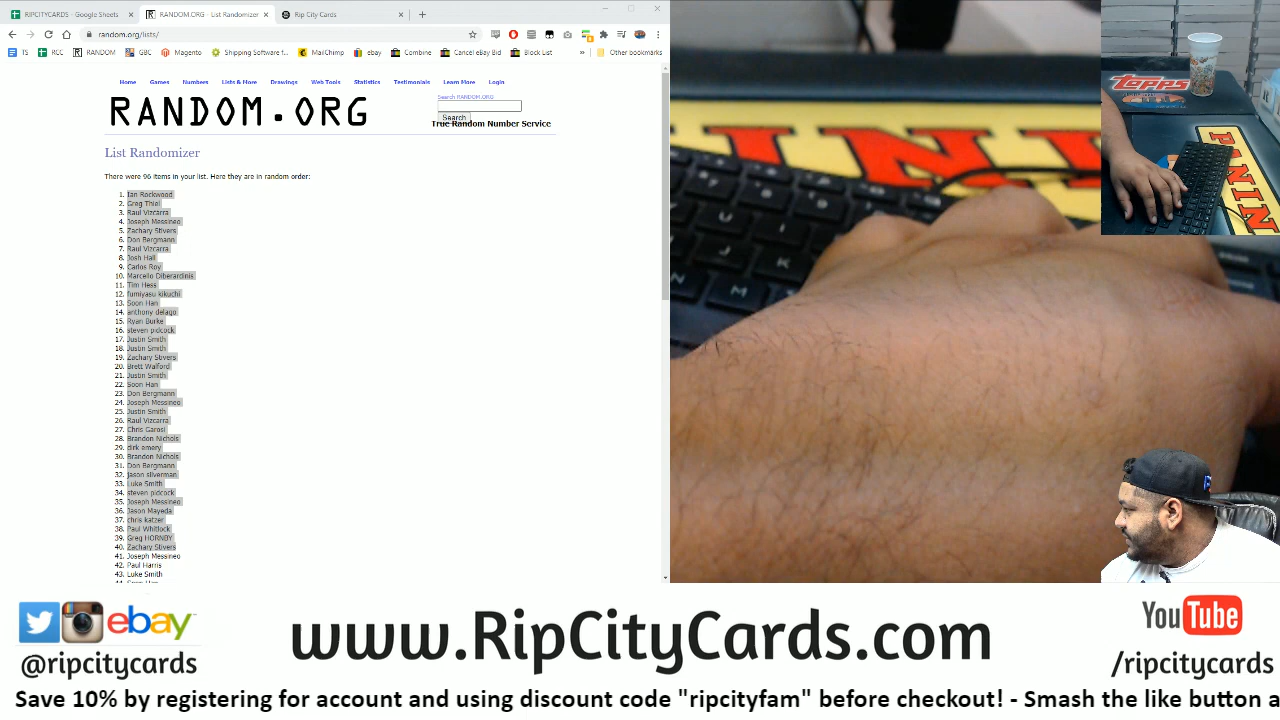 RIPCITYCARDS - Google Sheets
RANDOM.ORG - List Randomizer
Rip City Cards
random.org/lists/
TS
RCC
RANDOM
GBC
Magento
Shipping Software f...
MailChimp
ebay
Combine
Cancel eBay Bid
Block List
Other bookmarks
Home Games Numbers Lists & More Drawings Web Tools Statistics Testimonials Learn More Login
RANDOM.ORG
Search RANDOM.ORG
Search
True Random Number Service
List Randomizer
There were 96 items in your list. Here they are in random order:
1. Ian Rockwood
2. Greg Thiel
3. Raul Vizcarra
4. Joseph Messineo
5. Zachary Stivers
6. Don Bergmann
7. Raul Vizcarra
8. Josh Hall
9. Carlos Roy
10. Marcello Diberardinis
11. Tim Hess
12. fumiyasu kikuchi
13. Soon Han
14. anthony delago
15. Ryan Burke
16. steven pidcock
17. Justin Smith
18. Justin Smith
19. Zachary Stivers
20. Brett Walford
21. Justin Smith
22. Soon Han
23. Don Bergmann
24. Joseph Messineo
25. Justin Smith
26. Raul Vizcarra
27. Chris Garosi
28. Brandon Nichols
29. dirk emery
30. Brandon Nichols
31. Don Bergmann
32. jason silverman
33. Luke Smith
34. steven pidcock
35. Joseph Messineo
36. Jason Mayeda
37. chris katzer
38. Paul Whitlock
39. Greg HORNBY
40. Zachary Stivers
41. Joseph Messineo
42. Paul Harris
43. Luke Smith
TOPPS
PANIN
ebay
@ripcitycards
www.RipCityCards.com
YouTube
/ripcitycards
Save 10% by registering for account and using discount code "ripcityfam" before checkout! - Smash the like button a